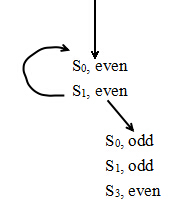 S₀, even
S₁, even
S₀, odd
S₁, odd
S₃, even